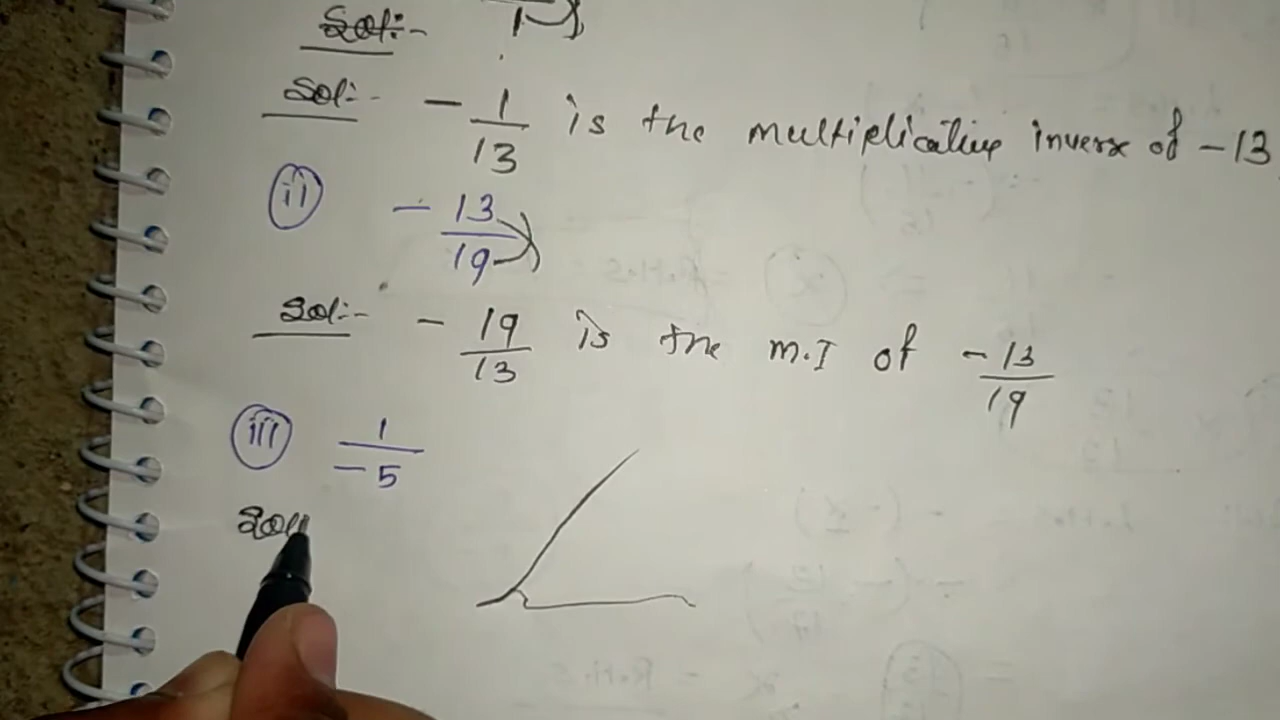 Sol:-
1
Sol:- - 1/13 is the multiplicative inverse of -13
(ii) - 13/19
Sol:- - 19/13 is the M.I of - 13/19
(iii) 1/-5
Sol